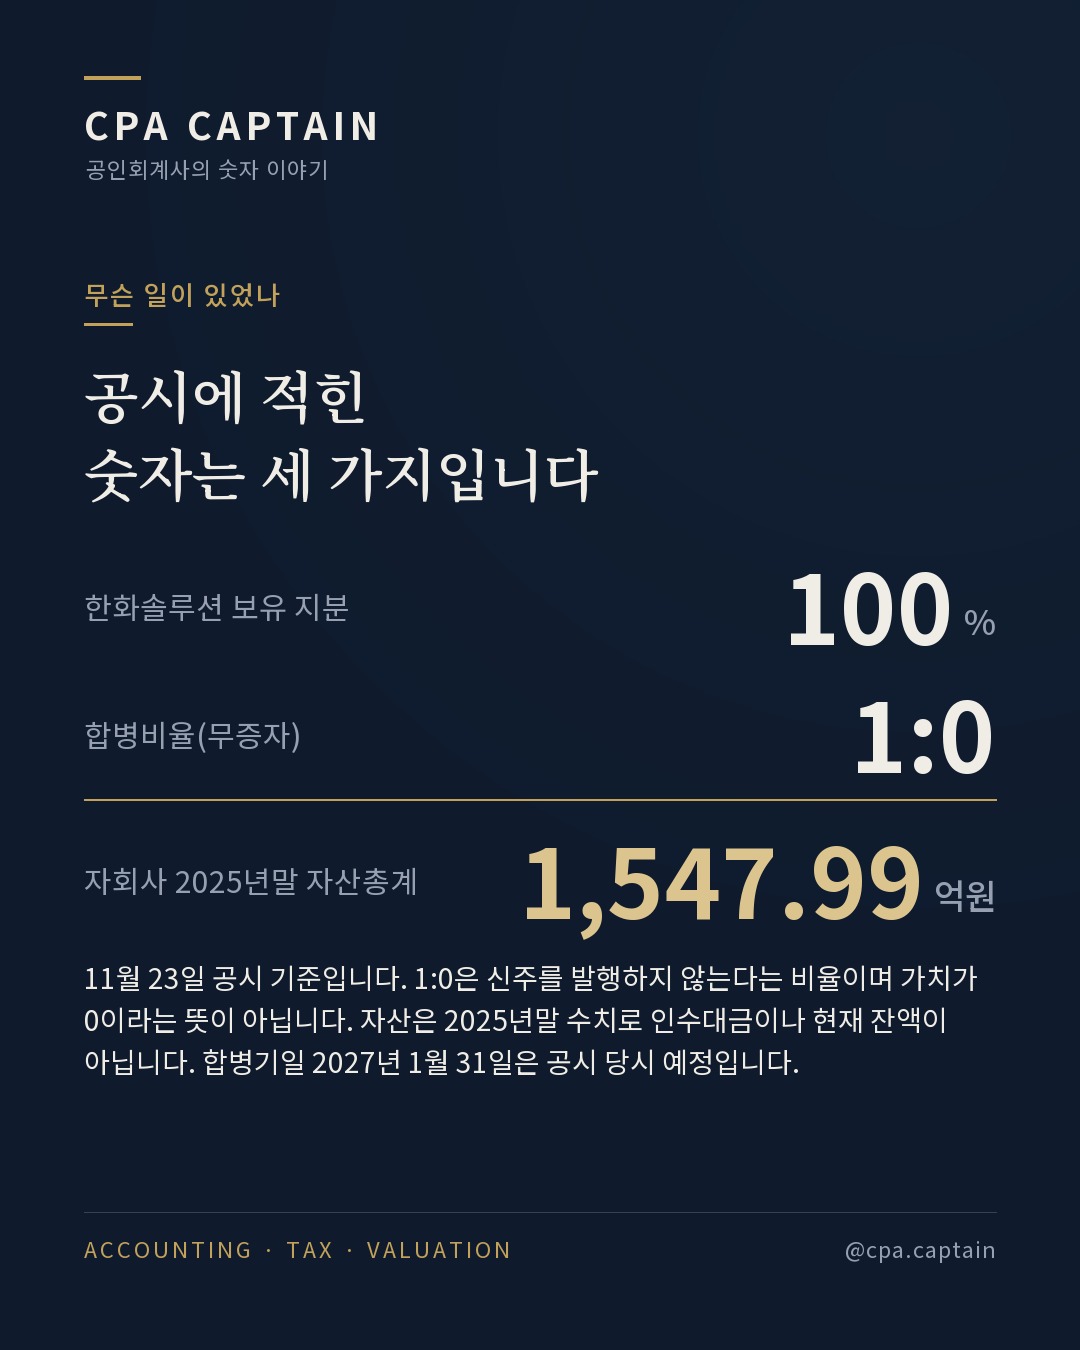 CPA CAPTAIN
공인회계사의 숫자 이야기
무슨 일이 있었나
공시에 적힌
숫자는 세 가지입니다
한화솔루션 보유 지분 100 %
합병비율(무증자) 1:0
자회사 2025년말 자산총계 1,547.99 억원
11월 23일 공시 기준입니다. 1:0은 신주를 발행하지 않는다는 비율이며 가치가
0이라는 뜻이 아닙니다. 자산은 2025년말 수치로 인수대금이나 현재 잔액이
아닙니다. 합병기일 2027년 1월 31일은 공시 당시 예정입니다.
ACCOUNTING · TAX · VALUATION @cpa.captain